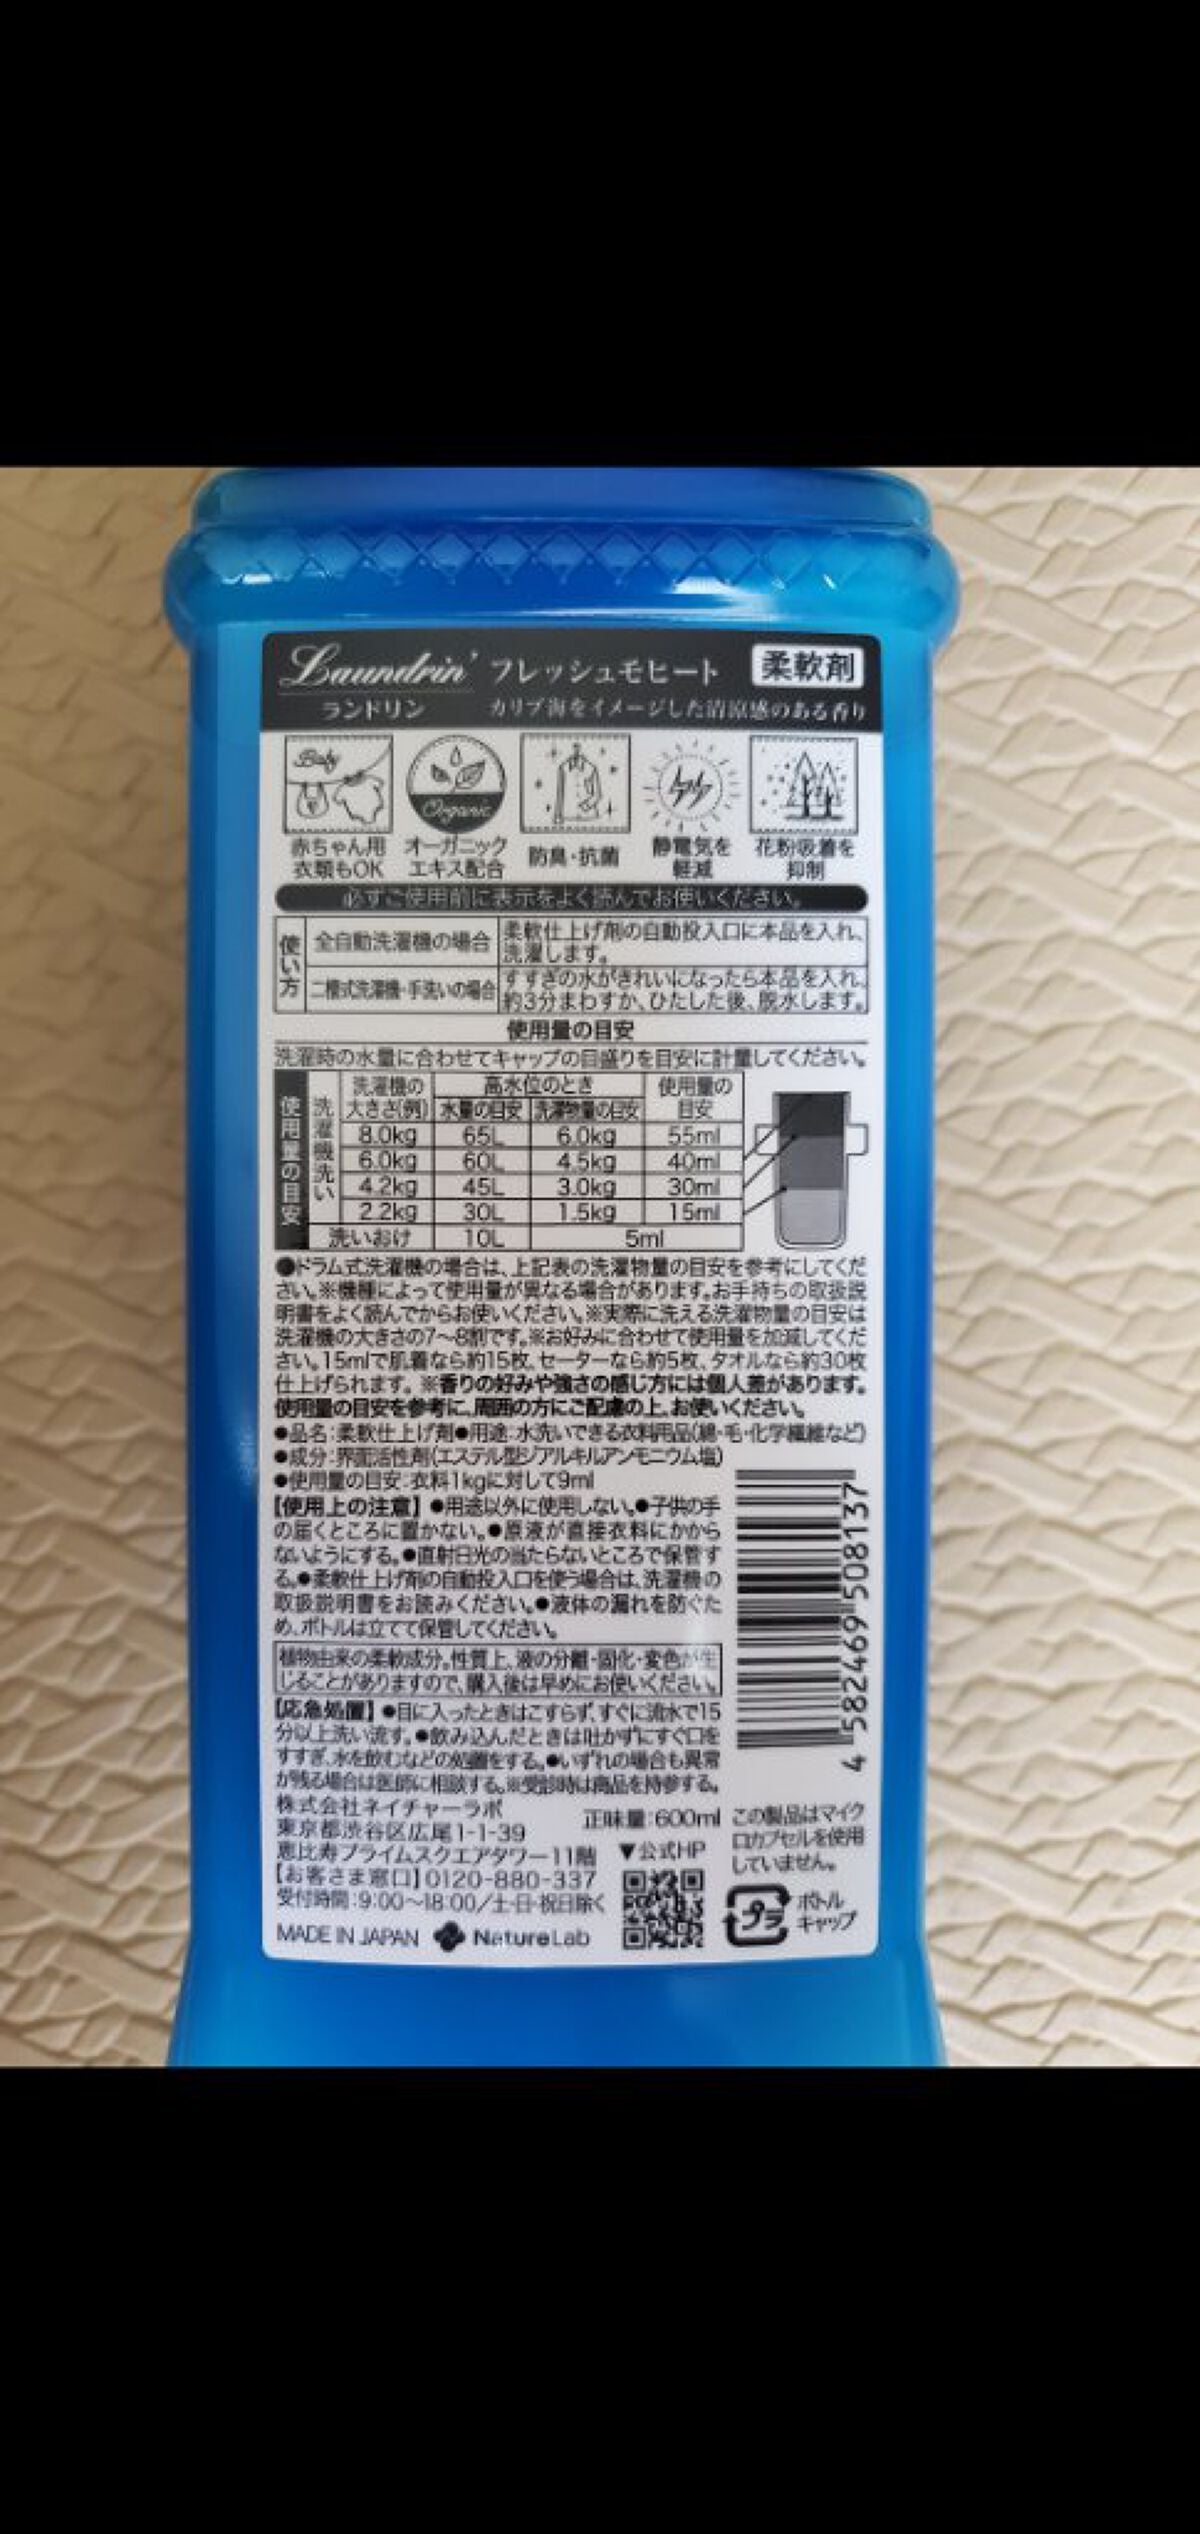 Laundrin' フレッシュモヒート 柔軟剤
ランドリン カリブ海をイメージした清涼感のある香り
Baby
Organic
赤ちゃん用 オーガニック 防臭・抗菌 静電気を 花粉吸着を
衣類もOK エキス配合 軽減 抑制
必ずご使用前に表示をよく読んでお使いください。
使い方
全自動洗濯機の場合 柔軟仕上げ剤の自動投入口に本品を入れ、
洗濯します。
二槽式洗濯機・手洗いの場合 すすぎの水がきれいになったら本品を入れ、
約3分まわすか、ひたした後、脱水します。
使用量の目安
洗濯時の水量に合わせてキャップの目盛りを目安に計量してください。
使用量の目安
洗濯機洗い
洗濯機の 高水位のとき 使用量の
大きさ(例) 水量の目安 洗濯物量の目安 目安
8.0kg 65L 6.0kg 55ml
6.0kg 60L 4.5kg 40ml
4.2kg 45L 3.0kg 30ml
2.2kg 30L 1.5kg 15ml
洗いおけ 10L 5ml
●ドラム式洗濯機の場合は、上記表の洗濯物量の目安を参考にしてくだ
さい。※機種によって使用量が異なる場合があります。お手持ちの取扱説
明書をよく読んでからお使いください。※実際に洗える洗濯物量の目安は
洗濯機の大きさの7〜8割です。※お好みに合わせて使用量を加減してくだ
さい。15mlで肌着なら約15枚、セーターなら約5枚、タオルなら約30枚
仕上げられます。※香りの好みや強さの感じ方には個人差があります。
使用量の目安を参考に、周囲の方にご配慮の上、お使いください。
●品名:柔軟仕上げ剤●用途:水洗いできる衣料用品(綿・毛・化学繊維など)
●成分:界面活性剤(エステル型ジアルキルアンモニウム塩)
●使用量の目安:衣料1kgに対して9ml
【使用上の注意】●用途以外に使用しない。●子供の手
の届くところに置かない。●原液が直接衣料にかから
ないようにする。●直射日光の当たらないところで保管す
る。●柔軟仕上げ剤の自動投入口を使う場合は、洗濯機の
取扱説明書をお読みください。●液体の漏れを防ぐた
め、ボトルは立てて保管してください。
植物由来の柔軟成分。性質上、液の分離・固化・変色が生
じることがありますので、購入後は早めにお使いください。
【応急処置】●目に入ったときはこすらず、すぐに流水で15
分以上洗い流す。●飲み込んだときは吐かずにすぐ口を
すすぎ、水を飲むなどの処置をする。●いずれの場合も異常
が残る場合は医師に相談する。※受診時は商品を持参する。
4 582469 508137
株式会社ネイチャーラボ
東京都渋谷区広尾1-1-39
恵比寿プライムスクエアタワー11階
【お客さま窓口】0120-880-337
受付時間:9:00〜18:00/土・日・祝日除く
MADE IN JAPAN NatureLab
正味量:600ml
▼公式HP
この製品はマイク
ロカプセルを使用
していません。
プラ
ボトル
キャップ